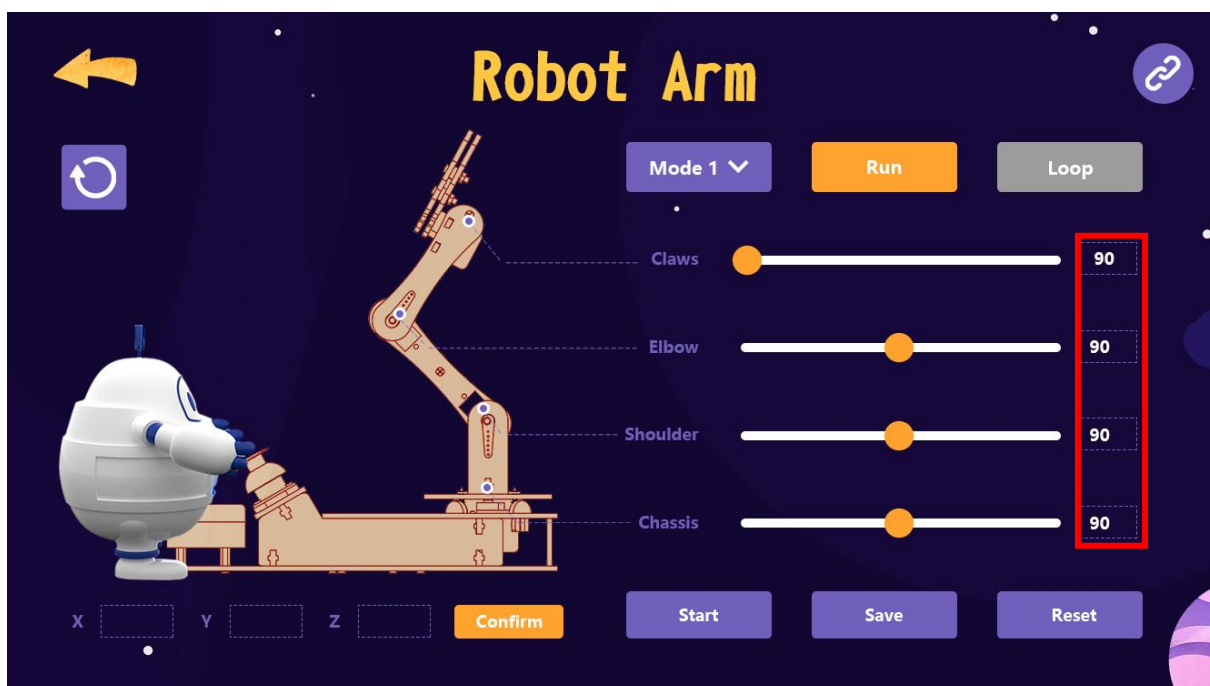 Robot Arm
Mode 1 Run Loop
Claws 90
Elbow 90
Shoulder 90
Chassis 90
X Y Z Confirm Start Save Reset